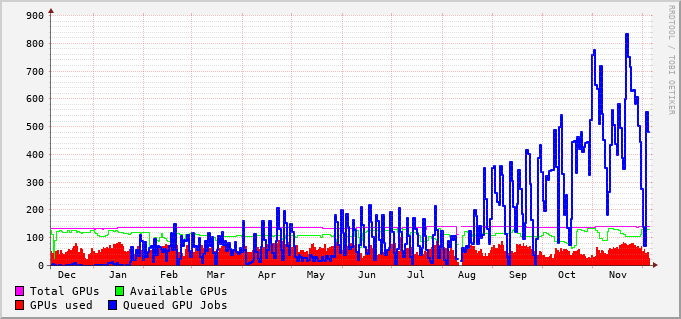 900
800
700
600
500
400
300
200
100
0
Dec Jan Feb Mar Apr May Jun Jul Aug Sep Oct Nov
Total GPUs Available GPUs
GPUs used Queued GPU Jobs
RRDTOOL / TOBI OETIKER